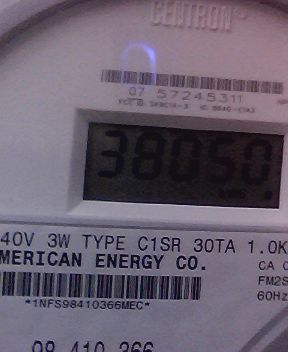 CENTRON
07 57245311
38050
40V 3W TYPE C1SR 30TA 1.0K
MERICAN ENERGY CO.
CA 0
FM2S
*1NFS98410366MEC*
60Hz
98 410 366